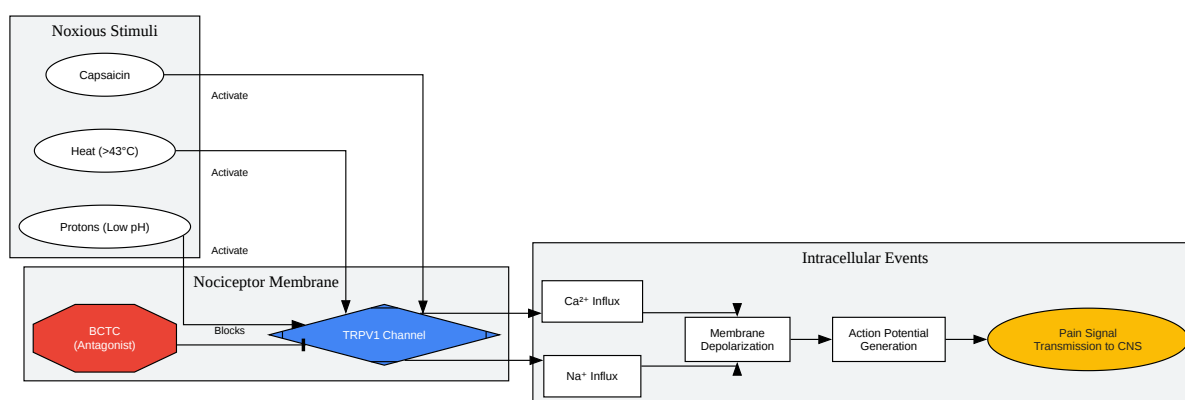 Noxious Stimuli
Capsaicin
Activate
Heat (>43°C)
Activate
Protons (Low pH)
Activate
Nociceptor Membrane
BCTC
(Antagonist)
Blocks
TRPV1 Channel
Intracellular Events
Ca²⁺ Influx
Na⁺ Influx
Membrane
Depolarization
Action Potential
Generation
Pain Signal
Transmission to CNS